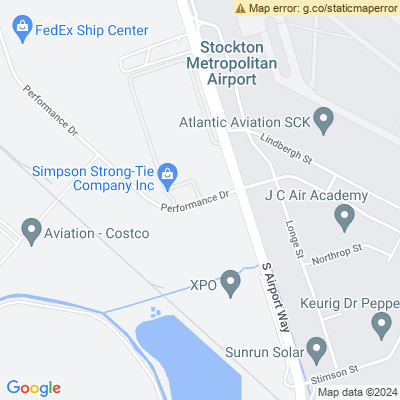 Map error: g.co/staticmaperror
FedEx Ship Center
Stockton
Metropolitan
Airport
Performance Dr
Atlantic Aviation SCK
Lindbergh St
Simpson Strong-Tie
Company Inc
Performance Dr
J C Air Academy
Aviation - Costco
Longe St
Northrop St
XPO
S Airport Way
Keurig Dr Peppe
Sunrun Solar
Stimson St
Google
Map data ©2024